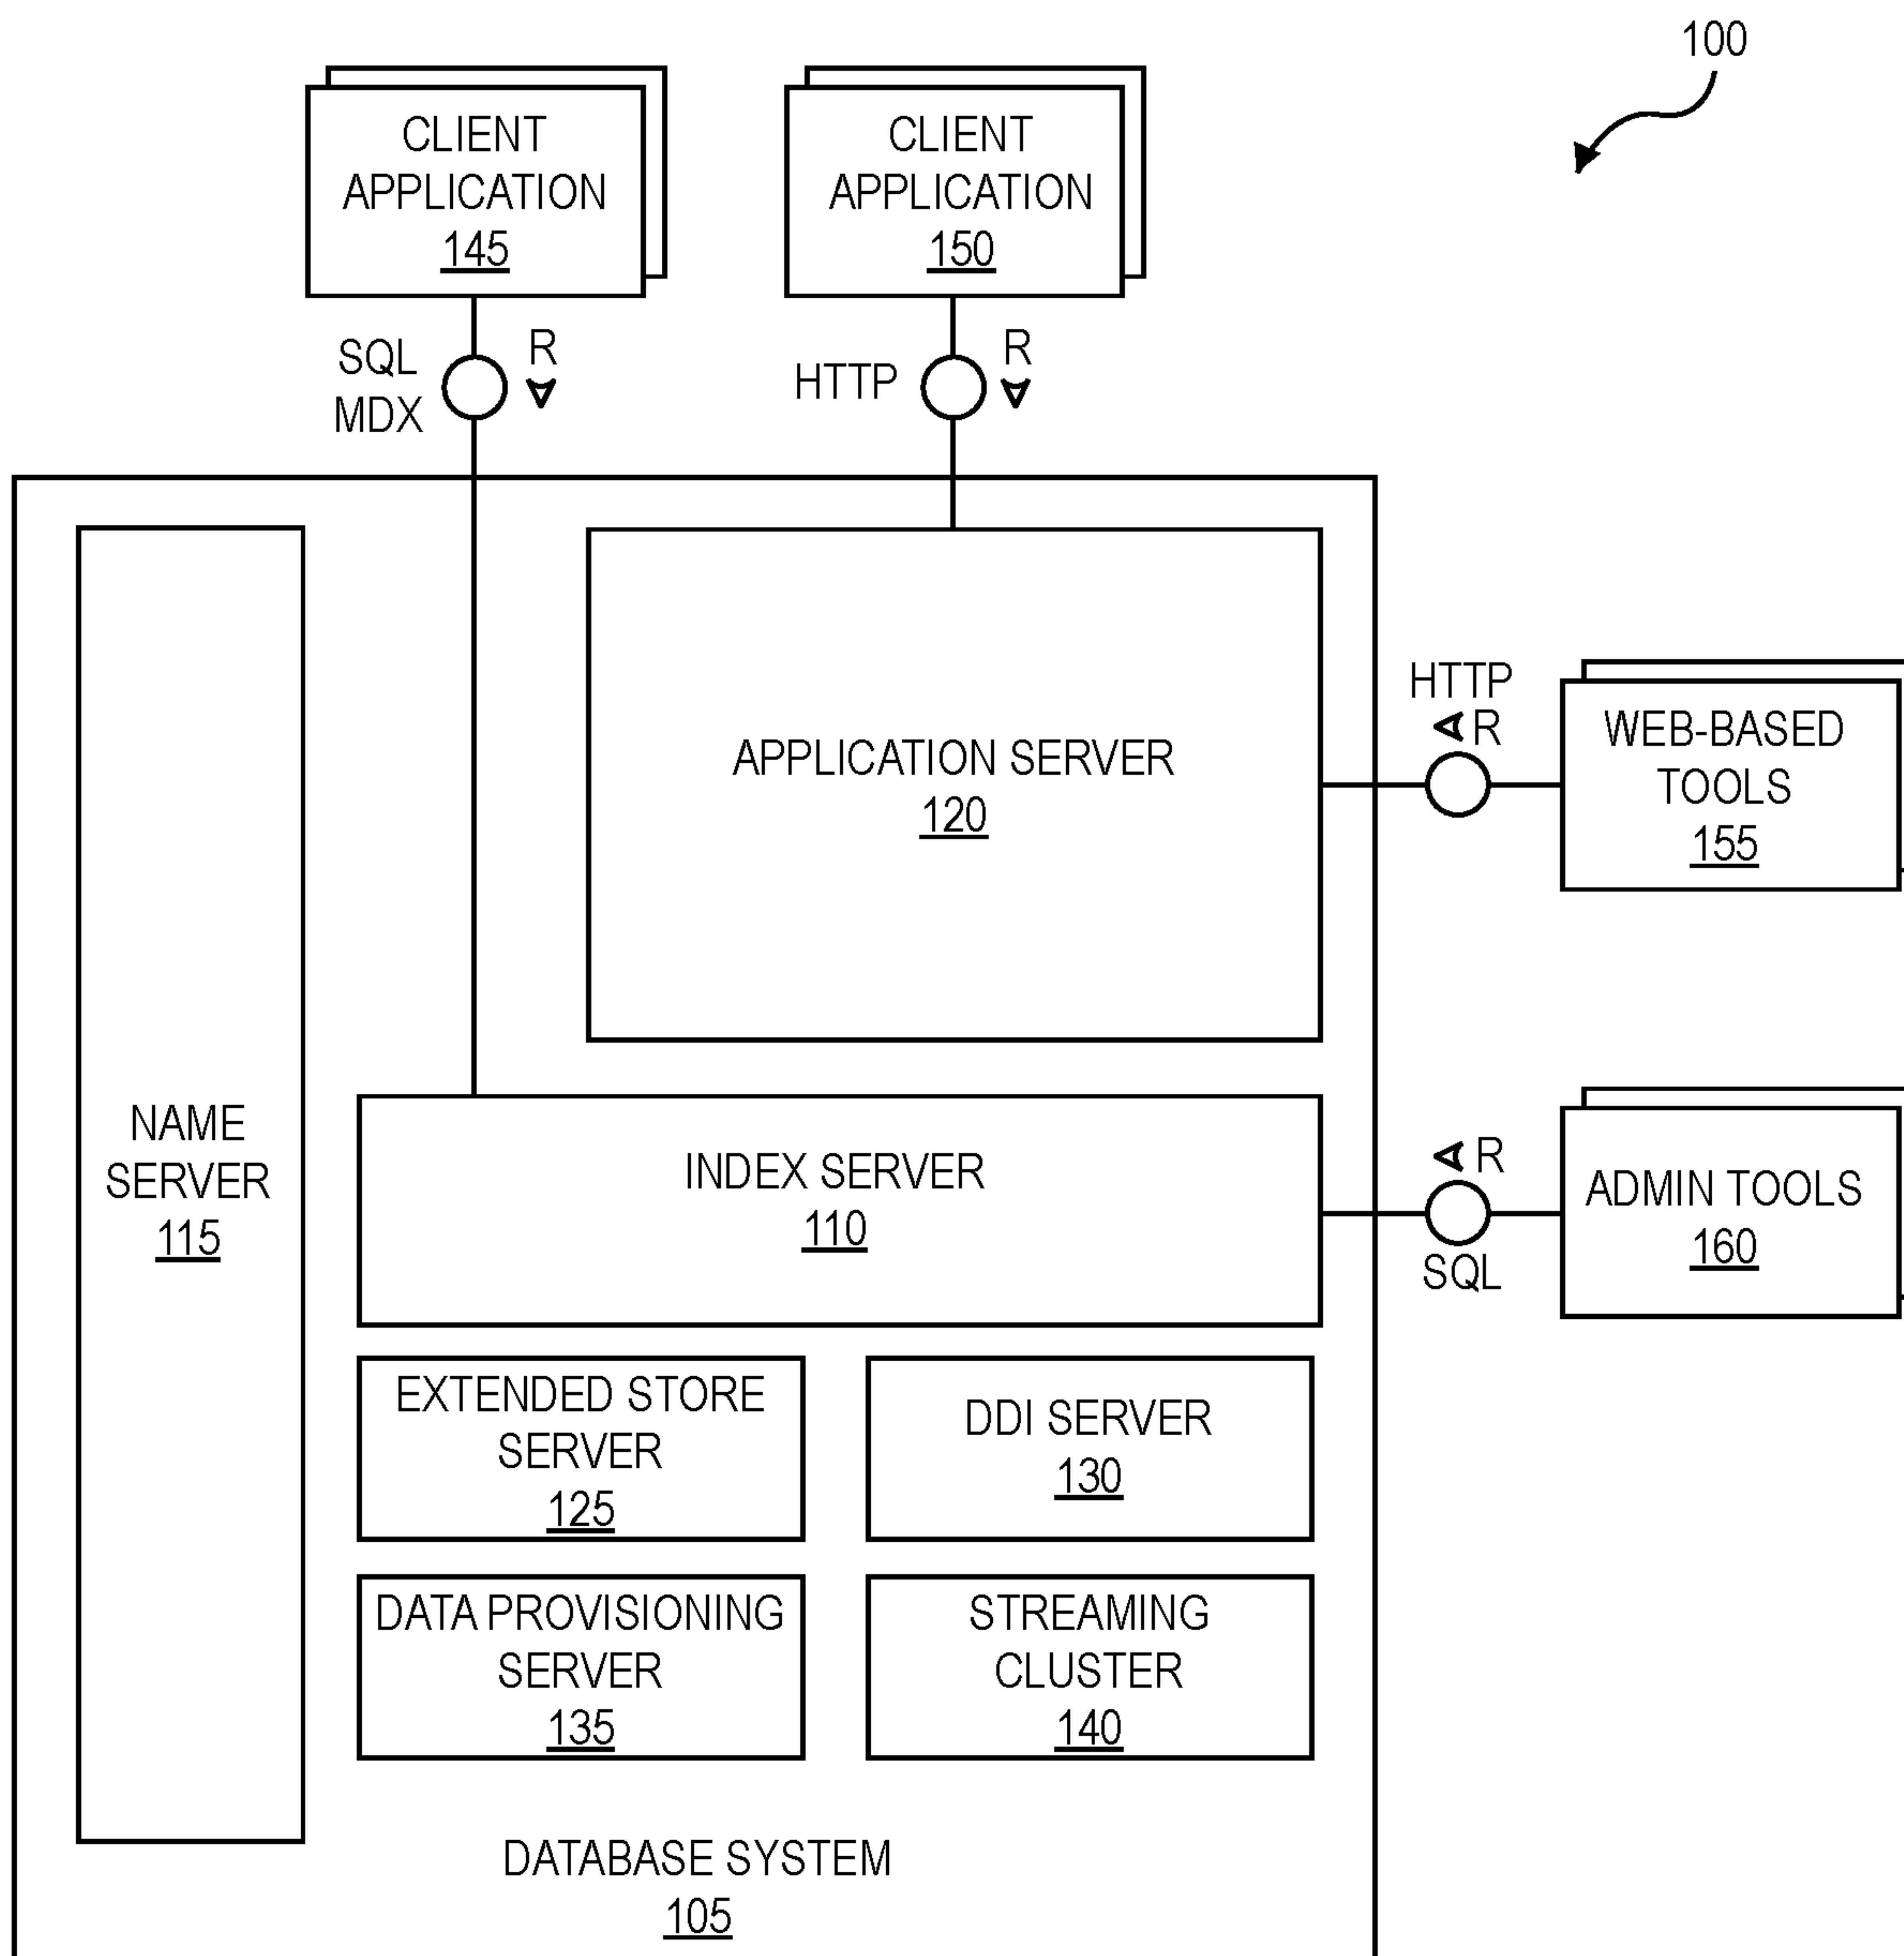 100
CLIENT
APPLICATION
145
CLIENT
APPLICATION
150
SQL
MDX
R
HTTP
R
APPLICATION SERVER
120
HTTP
R
WEB-BASED
TOOLS
155
NAME
SERVER
115
INDEX SERVER
110
R
SQL
ADMIN TOOLS
160
EXTENDED STORE
SERVER
125
DDI SERVER
130
DATA PROVISIONING
SERVER
135
STREAMING
CLUSTER
140
DATABASE SYSTEM
105